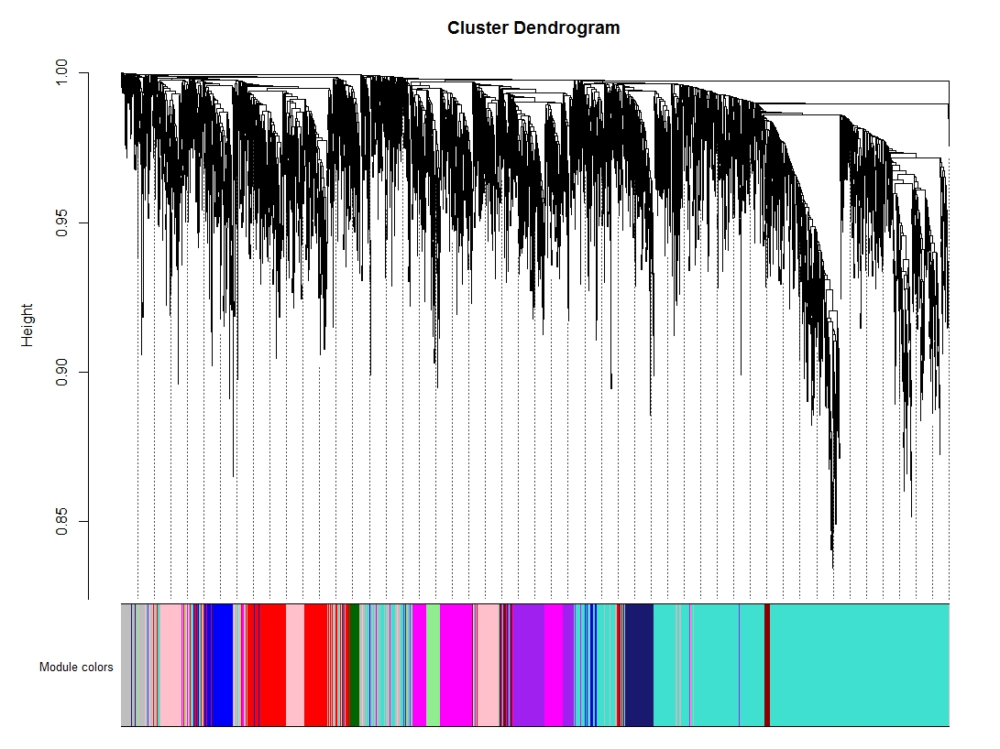 Cluster Dendrogram
1.00
0.95
0.90
0.85
Height
Module colors